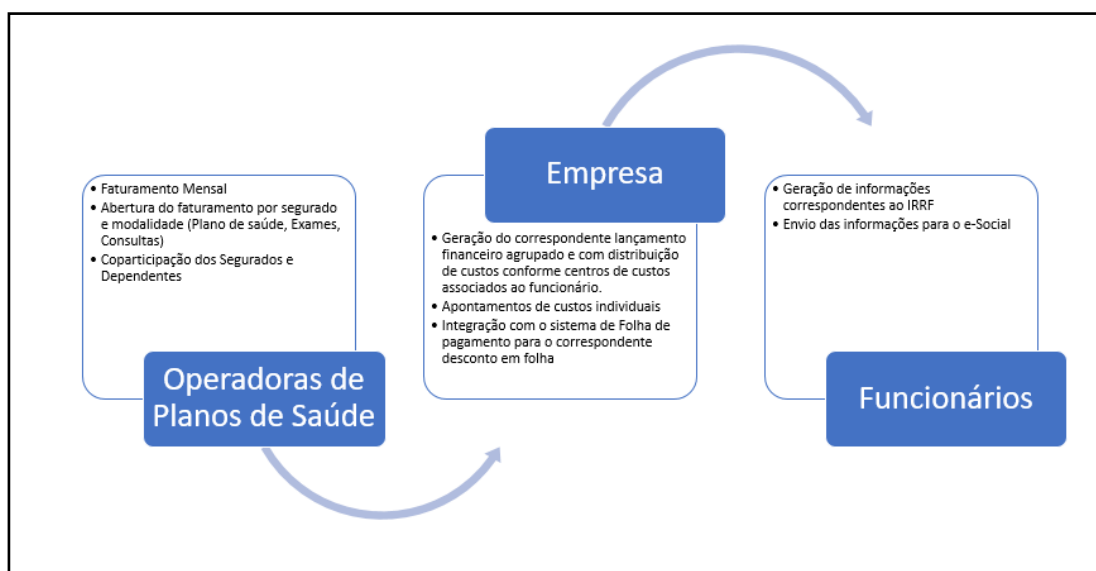 • Faturamento Mensal
• Abertura do faturamento por segurado
e modalidade (Plano de saúde, Exames,
Consultas)
• Coparticipação dos Segurados e
Dependentes
Operadoras de
Planos de Saúde
Empresa
• Geração do correspondente lançamento
financeiro agrupado e com distribuição
de custos conforme centros de custos
associados ao funcionário.
• Apontamentos de custos individuais
• Integração com o sistema de Folha de
pagamento para o correspondente
desconto em folha
• Geração de informações
correspondentes ao IRRF
• Envio das informações para o e-Social
Funcionários